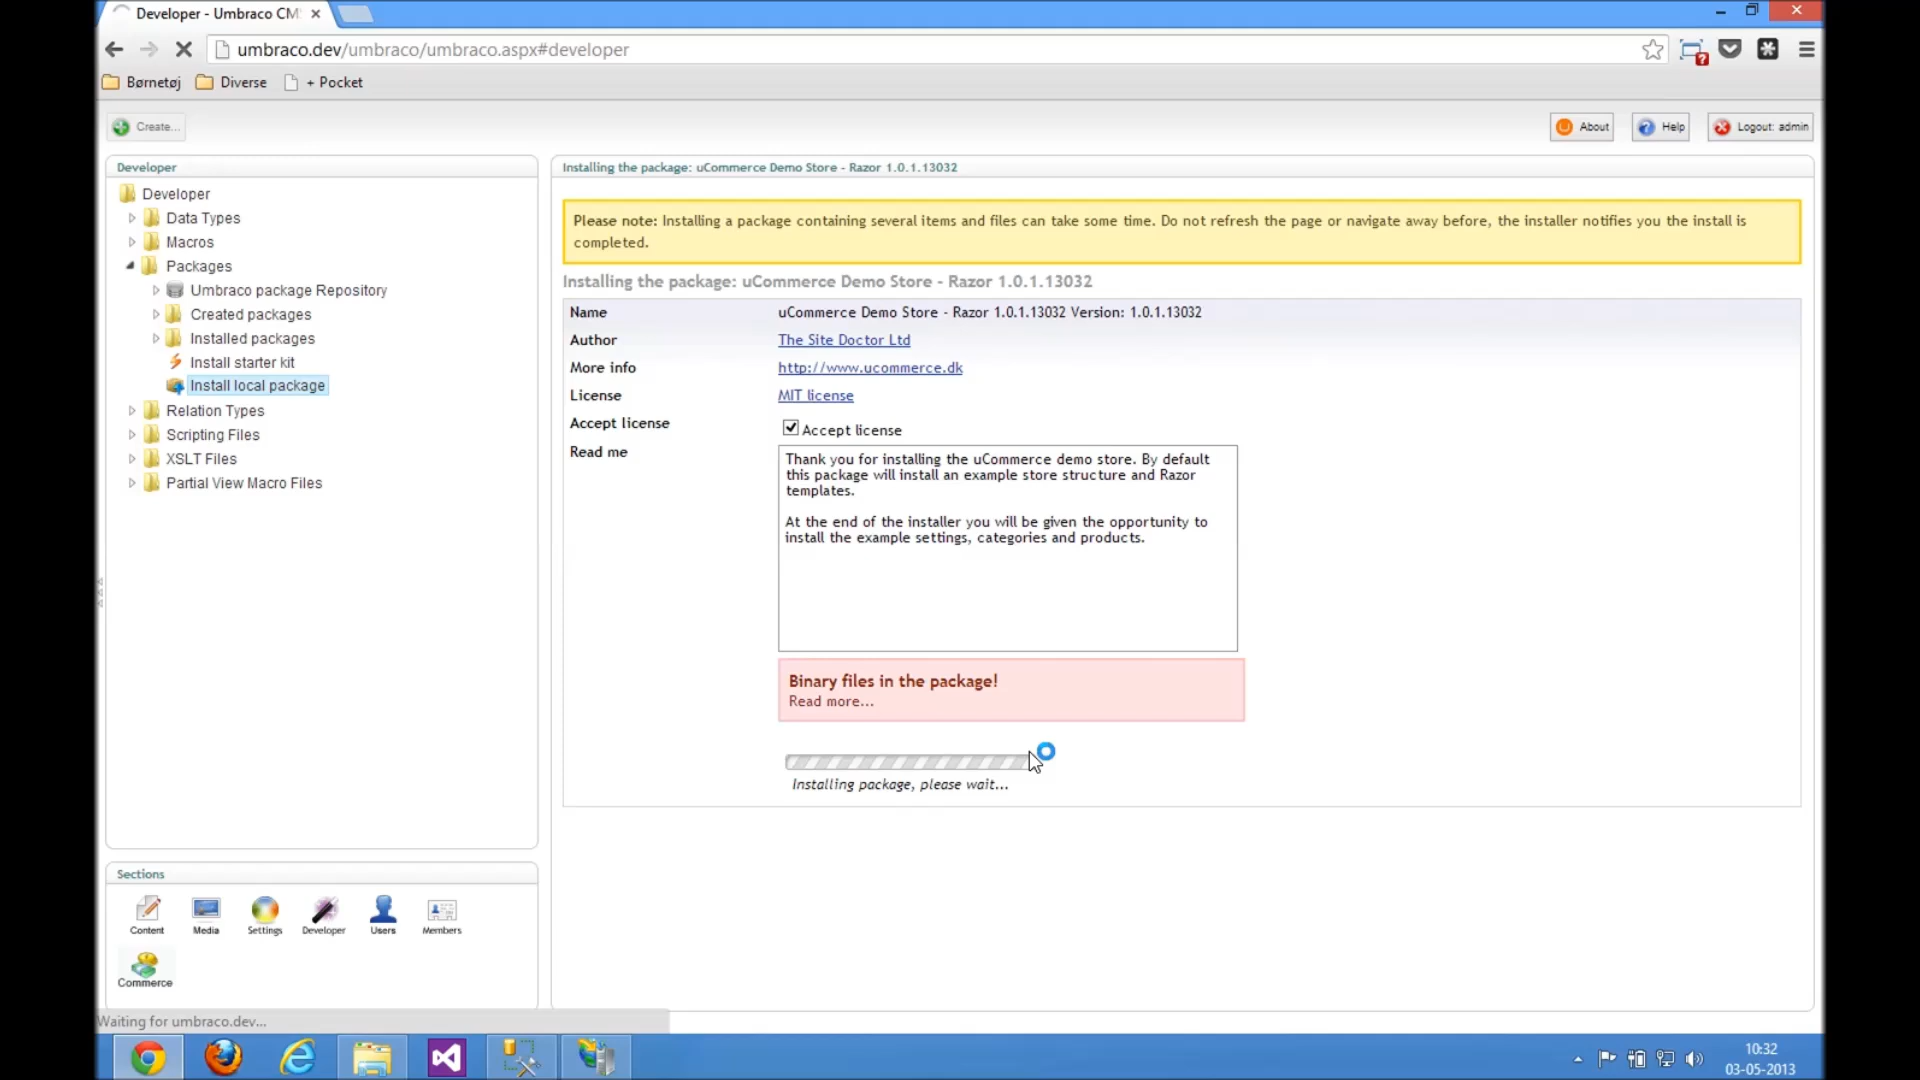 Developer - Umbraco CM
umbraco.dev/umbraco/umbraco.aspx#developer
Børnetøj
Diverse
+ Pocket
Create...
About
Help
Logout: admin
Developer
Developer
Data Types
Macros
Packages
Umbraco package Repository
Created packages
Installed packages
Install starter kit
Install local package
Relation Types
Scripting Files
XSLT Files
Partial View Macro Files
Installing the package: uCommerce Demo Store - Razor 1.0.1.13032
Please note: Installing a package containing several items and files can take some time. Do not refresh the page or navigate away before, the installer notifies you the install is
completed.
Installing the package: uCommerce Demo Store - Razor 1.0.1.13032
Name uCommerce Demo Store - Razor 1.0.1.13032 Version: 1.0.1.13032
Author The Site Doctor Ltd
More info http://www.ucommerce.dk
License MIT license
Accept license Accept license
Read me
Thank you for installing the uCommerce demo store. By default
this package will install an example store structure and Razor
templates.
At the end of the installer you will be given the opportunity to
install the example settings, categories and products.
Binary files in the package!
Read more...
Installing package, please wait...
Sections
Content
Media
Settings
Developer
Users
Members
Commerce
Waiting for umbraco.dev...
10:32
03-05-2013